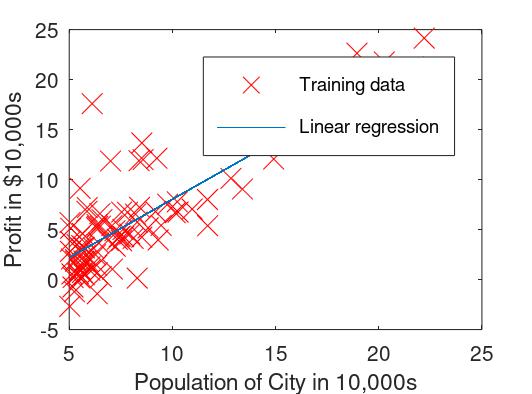 25
20
15
10
5
0
-5
Profit in $10,000s
Training data
Linear regression
5 10 15 20 25
Population of City in 10,000s